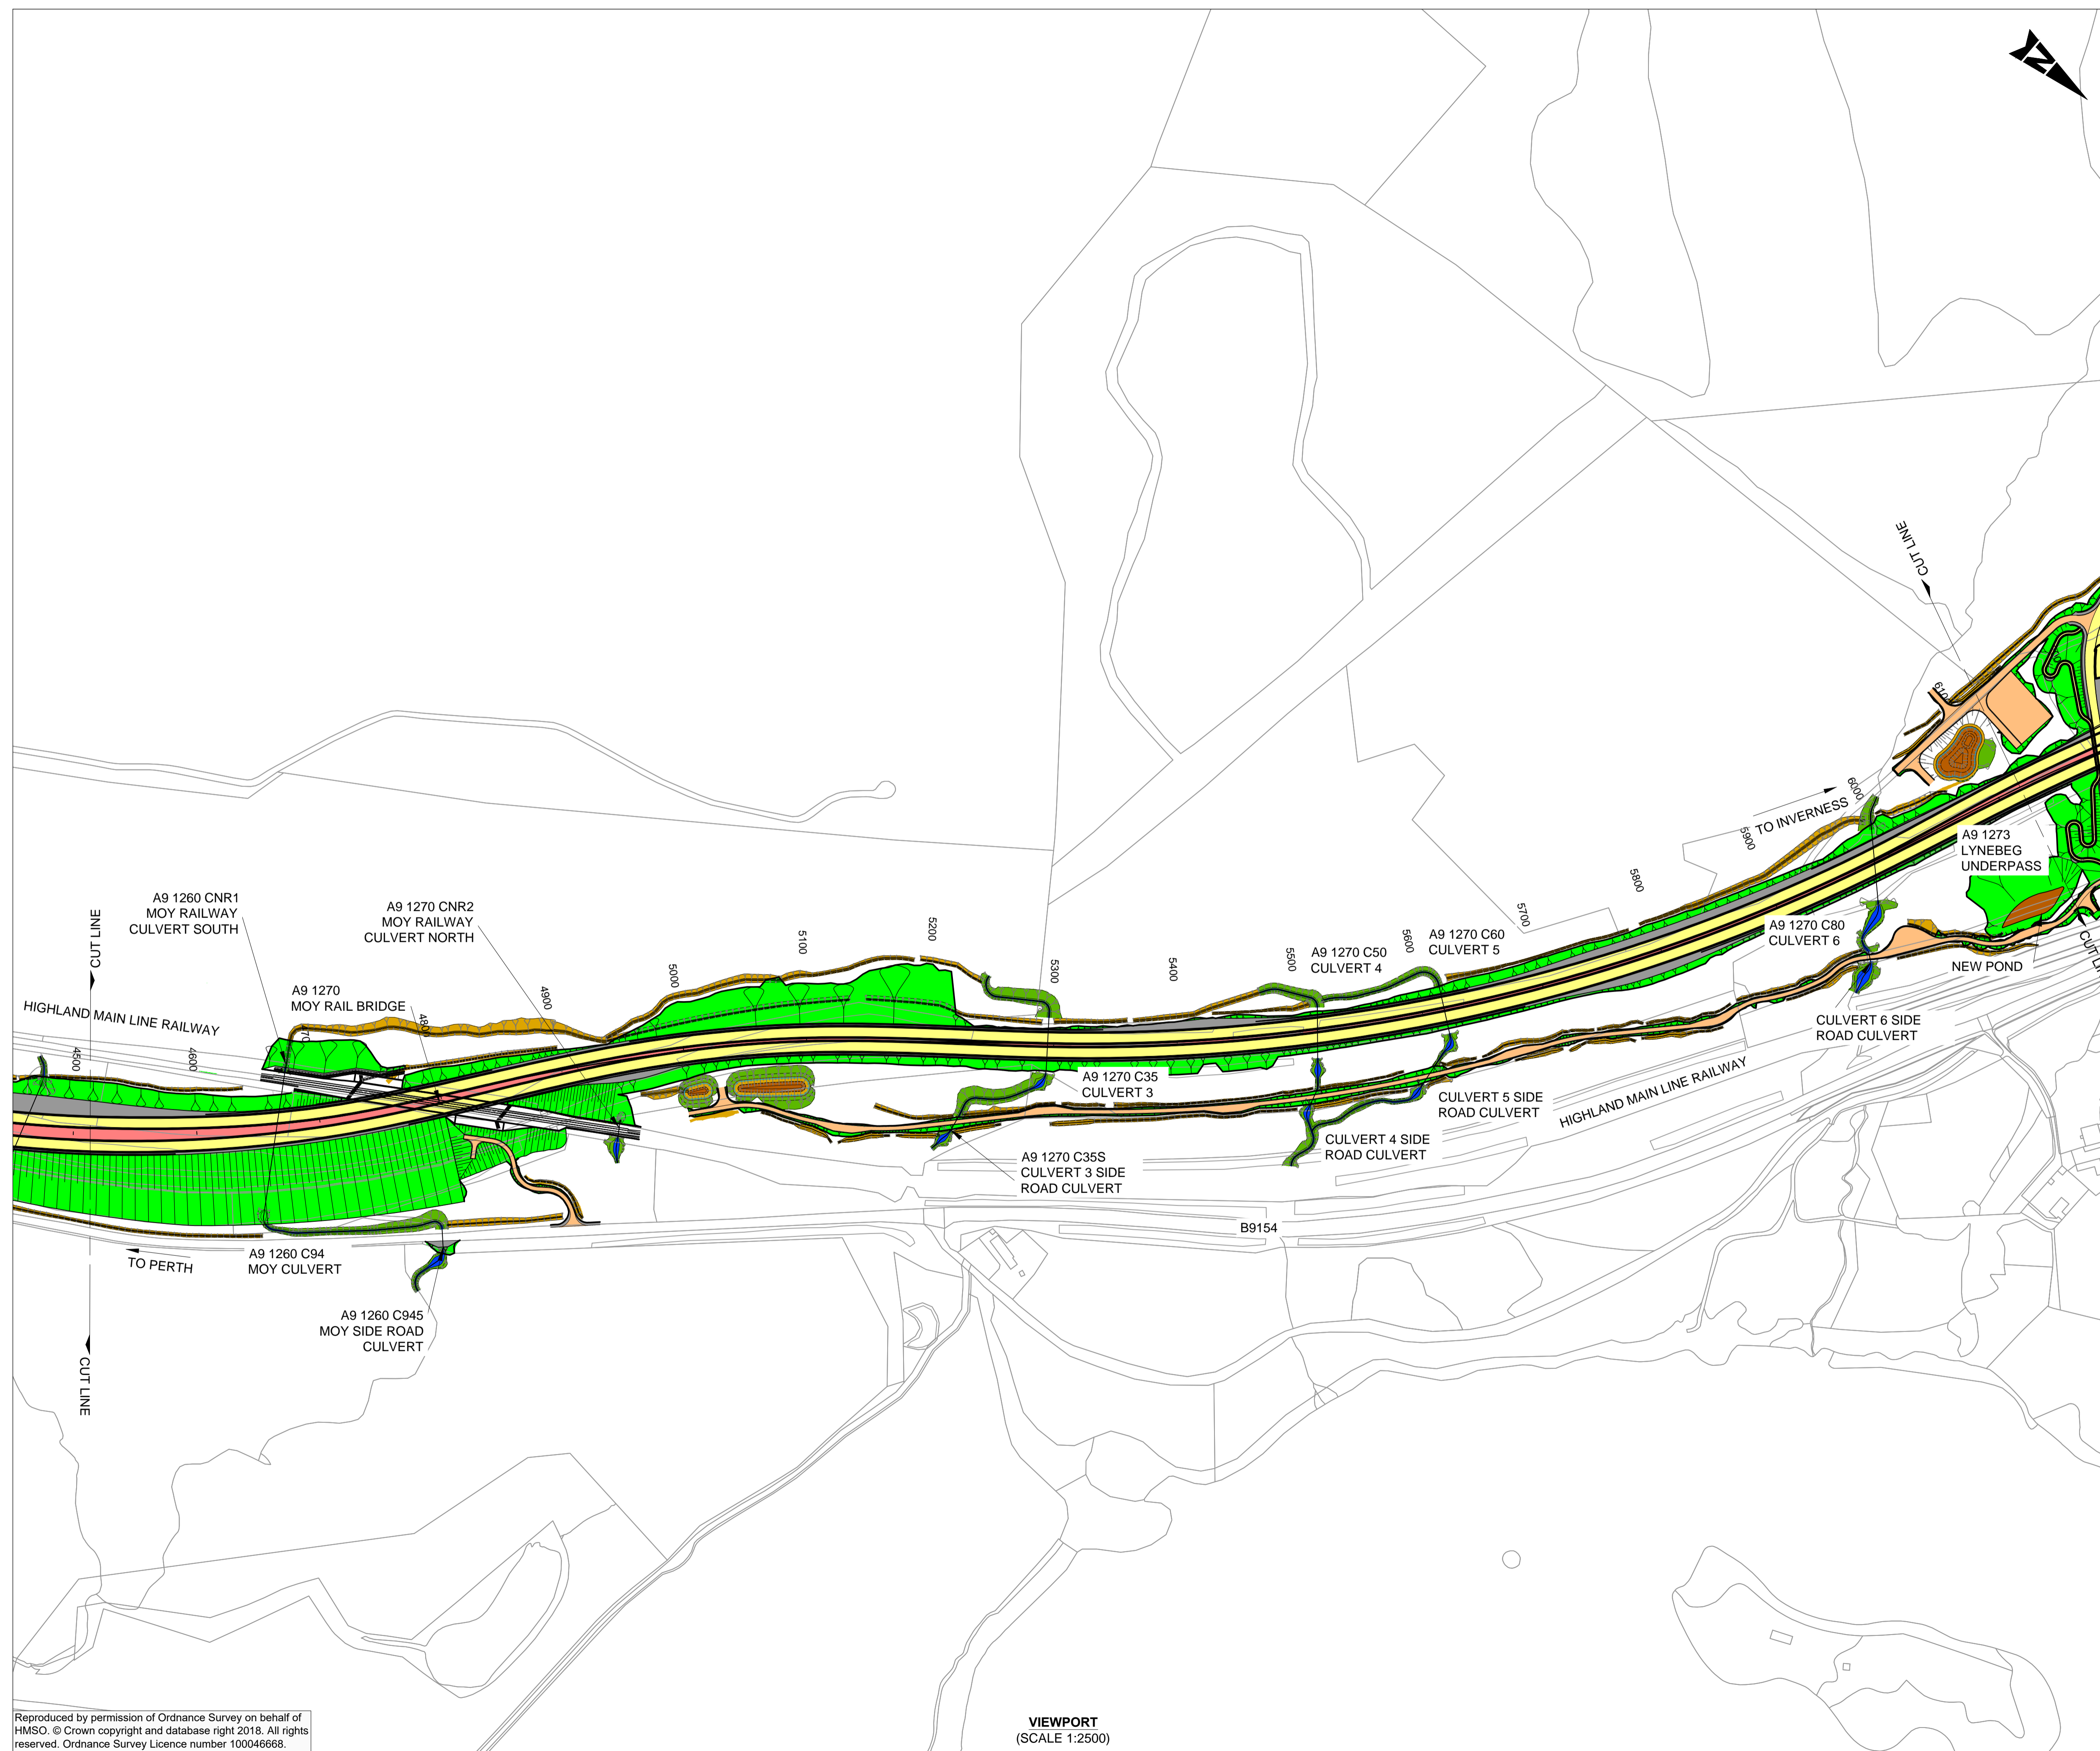 N
CUT LINE
6000
TO INVERNESS
5900
A9 1273
LYNEBEG
UNDERPASS
5800
A9 1260 CNR1
MOY RAILWAY
CULVERT SOUTH
A9 1270 CNR2
MOY RAILWAY
CULVERT NORTH
CUT LINE
5700
5200
5100
5600
A9 1270 C60
CULVERT 5
A9 1270 C80
CULVERT 6
A9 1270 C50
CULVERT 4
5500
5400
5300
5000
NEW POND
A9 1270
MOY RAIL BRIDGE
4900
HIGHLAND MAIN LINE RAILWAY
4500
4600
CULVERT 6 SIDE
ROAD CULVERT
A9 1270 C35
CULVERT 3
CULVERT 5 SIDE
ROAD CULVERT
HIGHLAND MAIN LINE RAILWAY
CULVERT 4 SIDE
ROAD CULVERT
A9 1270 C35S
CULVERT 3 SIDE
ROAD CULVERT
B9154
TO PERTH
A9 1260 C94
MOY CULVERT
A9 1260 C945
MOY SIDE ROAD
CULVERT
CUT LINE
Reproduced by permission of Ordnance Survey on behalf of
HMSO. © Crown copyright and database right 2018. All rights
reserved. Ordnance Survey Licence number 100046668.
VIEWPORT
(SCALE 1:2500)